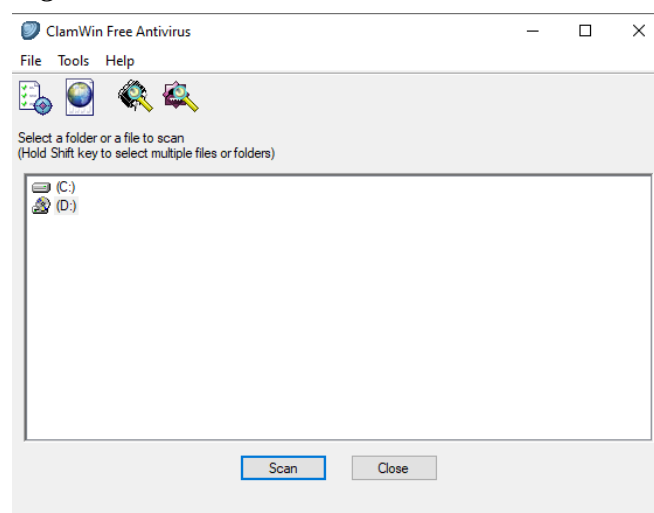 ClamWin Free Antivirus
File Tools Help
Select a folder or a file to scan
(Hold Shift key to select multiple files or folders)
(C:)
(D:)
Scan Close